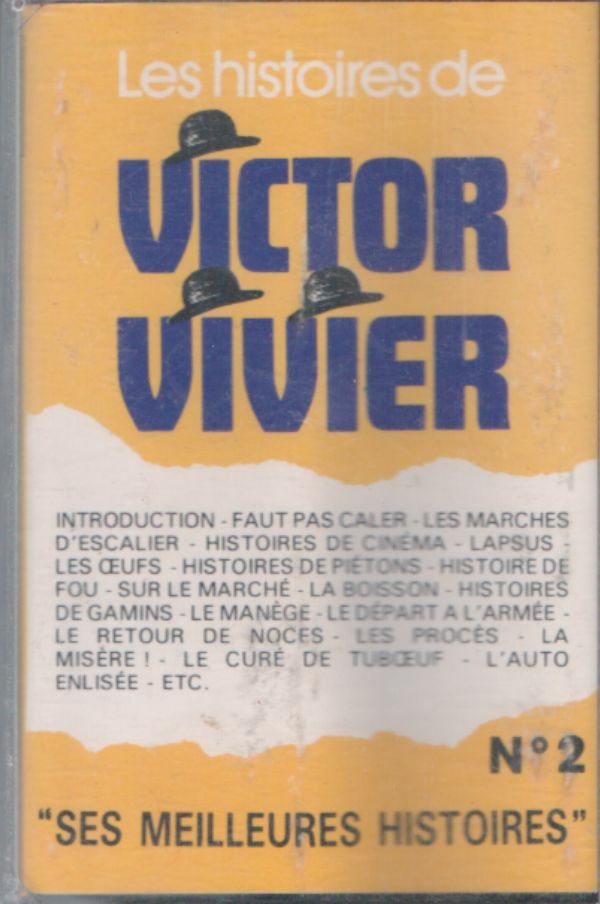 Les histoires de
VICTOR
VIVIER
INTRODUCTION - FAUT PAS CALER - LES MARCHES
D'ESCALIER - HISTOIRES DE CINÉMA - LAPSUS -
LES ŒUFS - HISTOIRES DE PIÉTONS - HISTOIRE DE
FOU - SUR LE MARCHÉ - LA BOISSON - HISTOIRES
DE GAMINS - LE MANÈGE - LE DÉPART A L'ARMÉE -
LE RETOUR DE NOCES - LES PROCÈS - LA
MISÈRE ! - LE CURÉ DE TUBŒUF - L'AUTO
ENLISÉE - ETC.
N° 2
"SES MEILLEURES HISTOIRES"